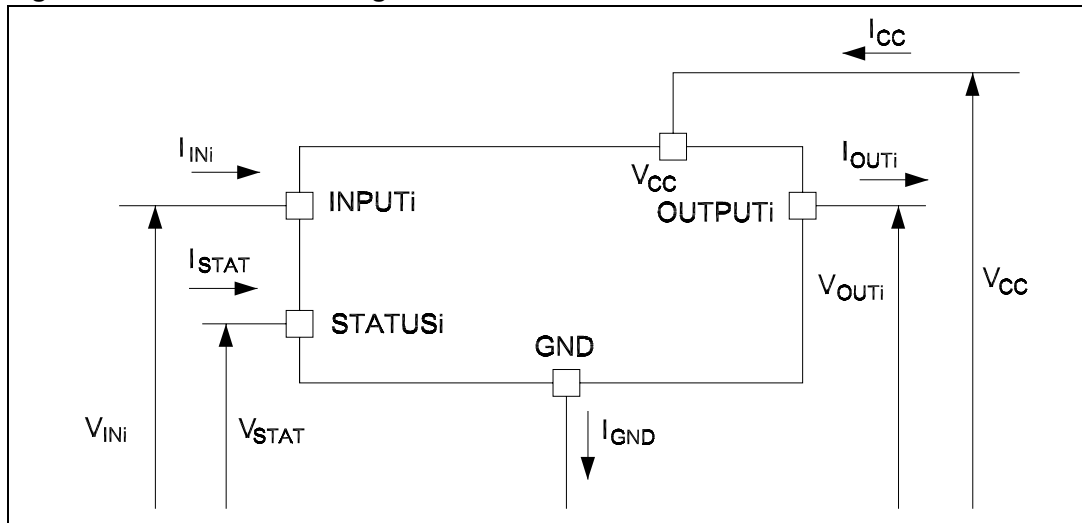 ICC
IINi
VCC
IOUTi
INPUTi
OUTPUTi
ISTAT
VOUTi
VCC
STATUSi
GND
VINi
VSTAT
IGND